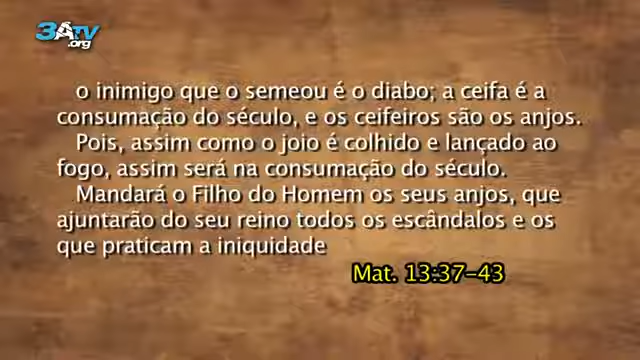 3ATV
.org
o inimigo que o semeou é o diabo; a ceifa é a
consumação do século, e os ceifeiros são os anjos.
Pois, assim como o joio é colhido e lançado ao
fogo, assim será na consumação do século.
Mandará o Filho do Homem os seus anjos, que
ajuntarão do seu reino todos os escândalos e os
que praticam a iniquidade
Mat. 13:37-43